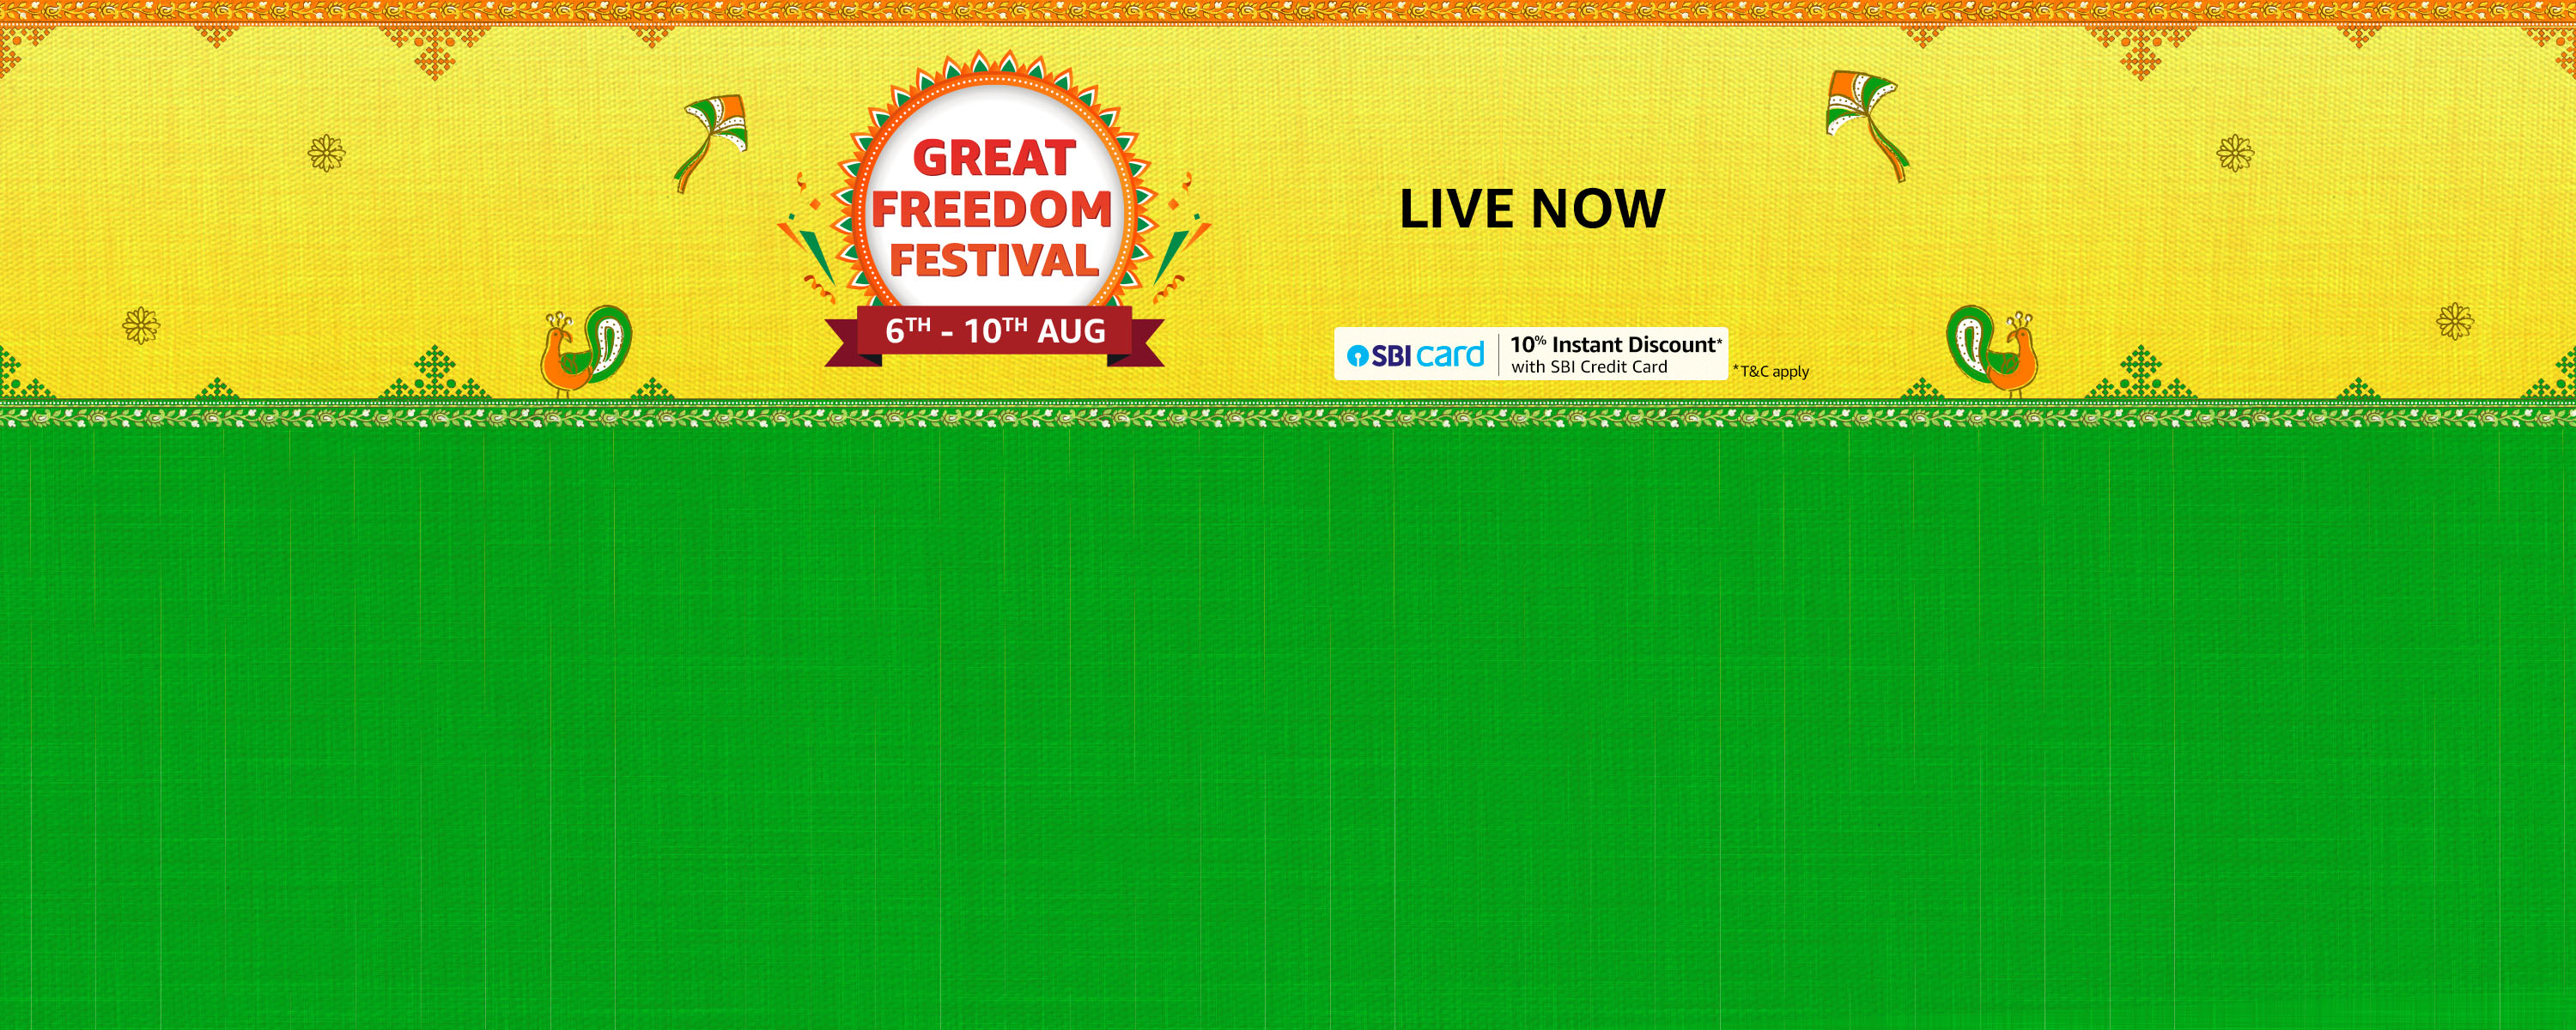 GREAT
FREEDOM
FESTIVAL
6TH - 10TH AUG
LIVE NOW
SBI card
10% Instant Discount*
with SBI Credit Card
*T&C apply